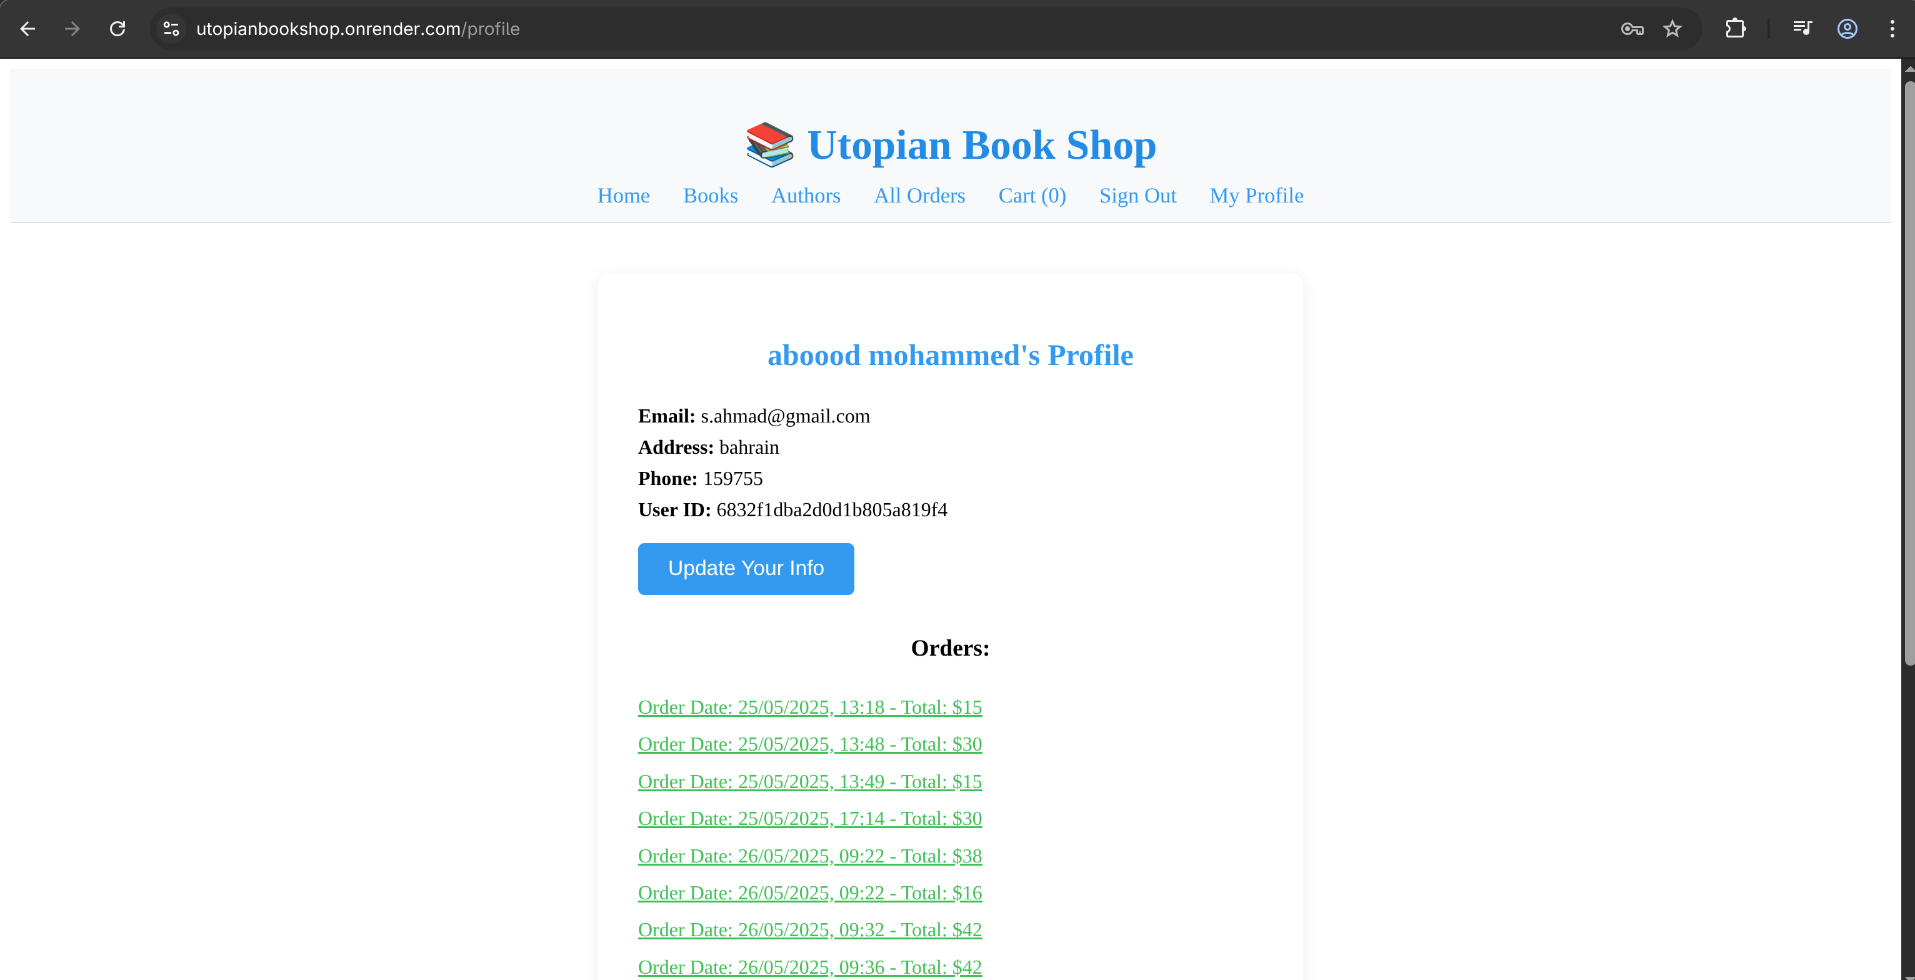 utopianbookshop.onrender.com/profile
📚 Utopian Book Shop
Home Books Authors All Orders Cart (0) Sign Out My Profile
aboood mohammed's Profile
Email: s.ahmad@gmail.com
Address: bahrain
Phone: 159755
User ID: 6832f1dba2d0d1b805a819f4
Update Your Info
Orders:
Order Date: 25/05/2025, 13:18 - Total: $15
Order Date: 25/05/2025, 13:48 - Total: $30
Order Date: 25/05/2025, 13:49 - Total: $15
Order Date: 25/05/2025, 17:14 - Total: $30
Order Date: 26/05/2025, 09:22 - Total: $38
Order Date: 26/05/2025, 09:22 - Total: $16
Order Date: 26/05/2025, 09:32 - Total: $42
Order Date: 26/05/2025, 09:36 - Total: $42